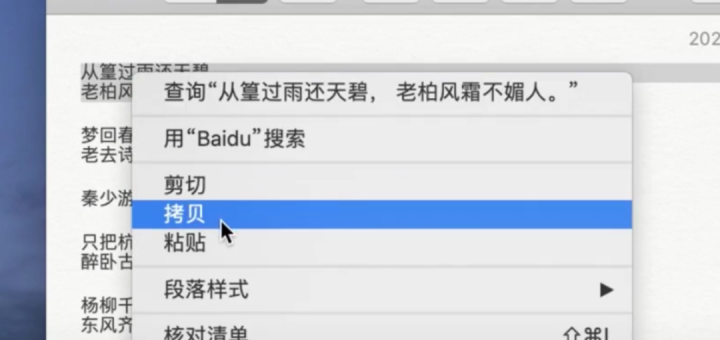 202
从篁过雨还天碧
老柏风
查询“从篁过雨还天碧， 老柏风霜不媚人。”
梦回看
老去诗
用“Baidu”搜索
剪切
秦少游
拷贝
只把杭
粘贴
醉卧古
段落样式 ▶
杨柳千
东风齐
核对清单 ⇧⌘L